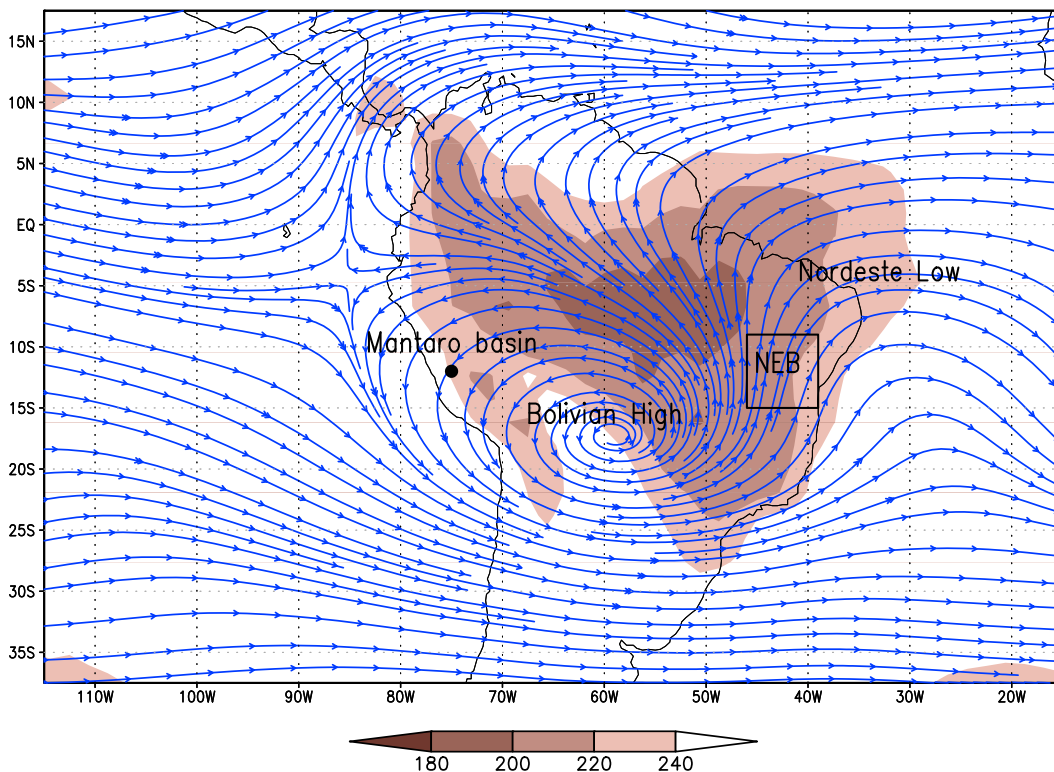 15N
10N
5N
EQ
5S
10S
15S
20S
25S
30S
35S
Nordeste Low
Mantaro basin
NEB
Bolivian High
110W 100W 90W 80W 70W 60W 50W 40W 30W 20W
180 200 220 240